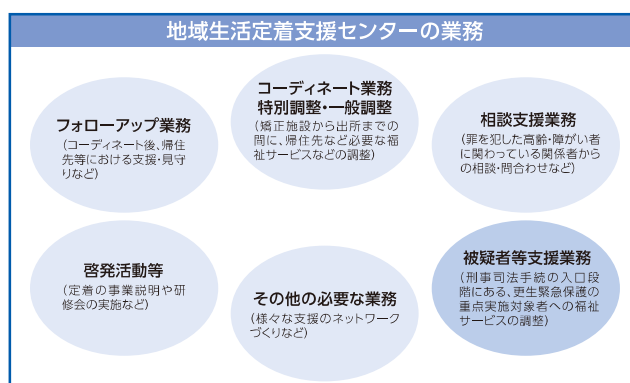 地域生活定着支援センターの業務
コーディネート業務
特別調整・一般調整
（矯正施設から出所までの
間に、帰住先など必要な福
祉サービスなどの調整）
フォローアップ業務
（コーディネート後、帰住
先等における支援・見守
りなど）
相談支援業務
（罪を犯した高齢・障がい者
に関わっている関係者から
の相談・問合わせなど）
啓発活動等
（定着の事業説明や研
修会の実施など）
その他の必要な業務
（様々な支援のネットワーク
づくりなど）
被疑者等支援業務
（刑事司法手続の入口段
階にある、更生緊急保護の
重点実施対象者への福祉
サービスの調整）